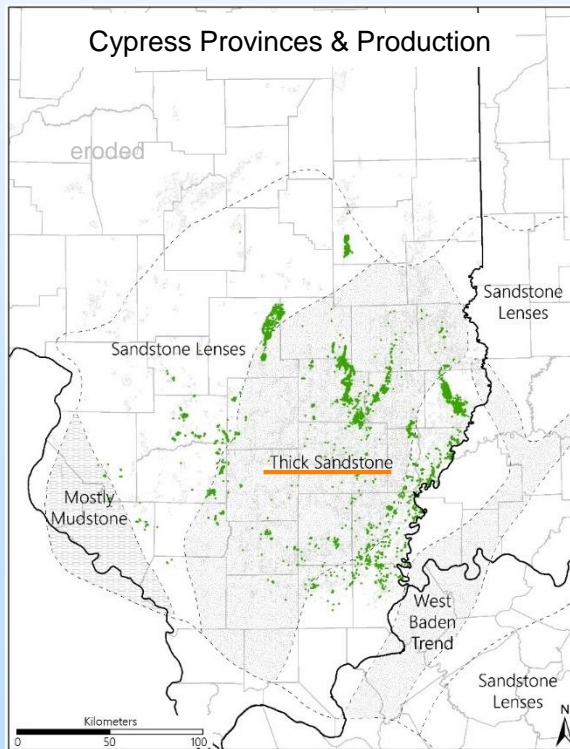 Cypress Provinces & Production
eroded
Sandstone
Lenses
Sandstone Lenses
Thick Sandstone
Mostly
Mudstone
West
Baden
Trend
Sandstone
Lenses
Kilometers
0 50 100
N